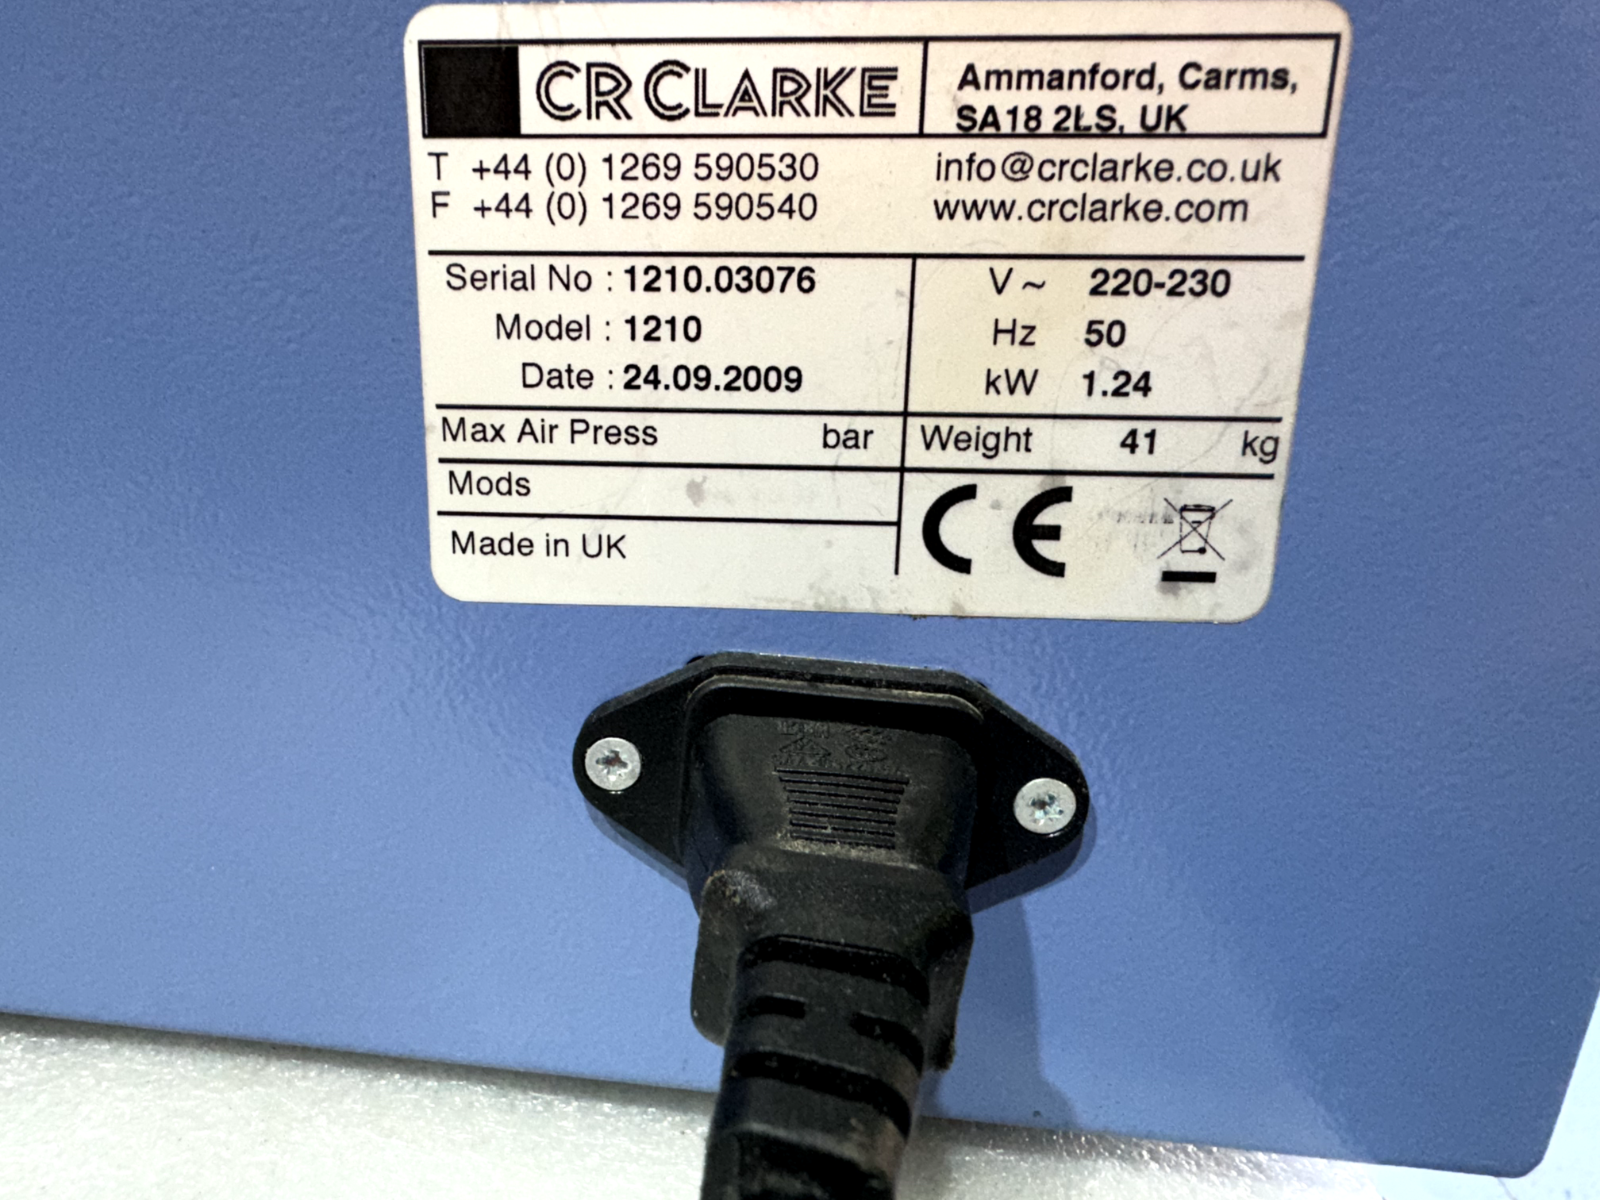 CR CLARKE
Ammanford, Carms,
SA18 2LS, UK
T +44 (0) 1269 590530
F +44 (0) 1269 590540
info@crclarke.co.uk
www.crclarke.com
Serial No : 1210.03076
Model : 1210
Date : 24.09.2009
V ~ 220-230
Hz 50
kW 1.24
Max Air Press bar
Weight 41 kg
Mods
Made in UK
CE